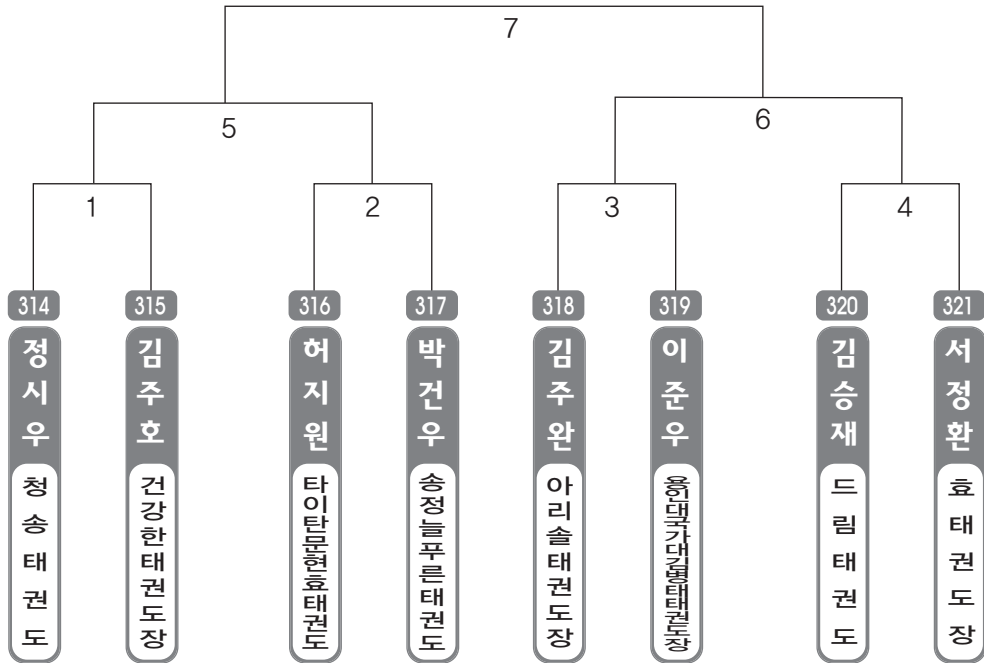 7
5
6
1
2
3
4
314
315
316
317
318
319
320
321
정시우
김주호
허지원
박건우
김주완
이준우
김승재
서정환
청송태권도
건강한태권도장
타이탄문현효태권도
송정늘푸른태권도
아리솔태권도장
용인대국가대김병태태권도장
드림태권도
효태권도장